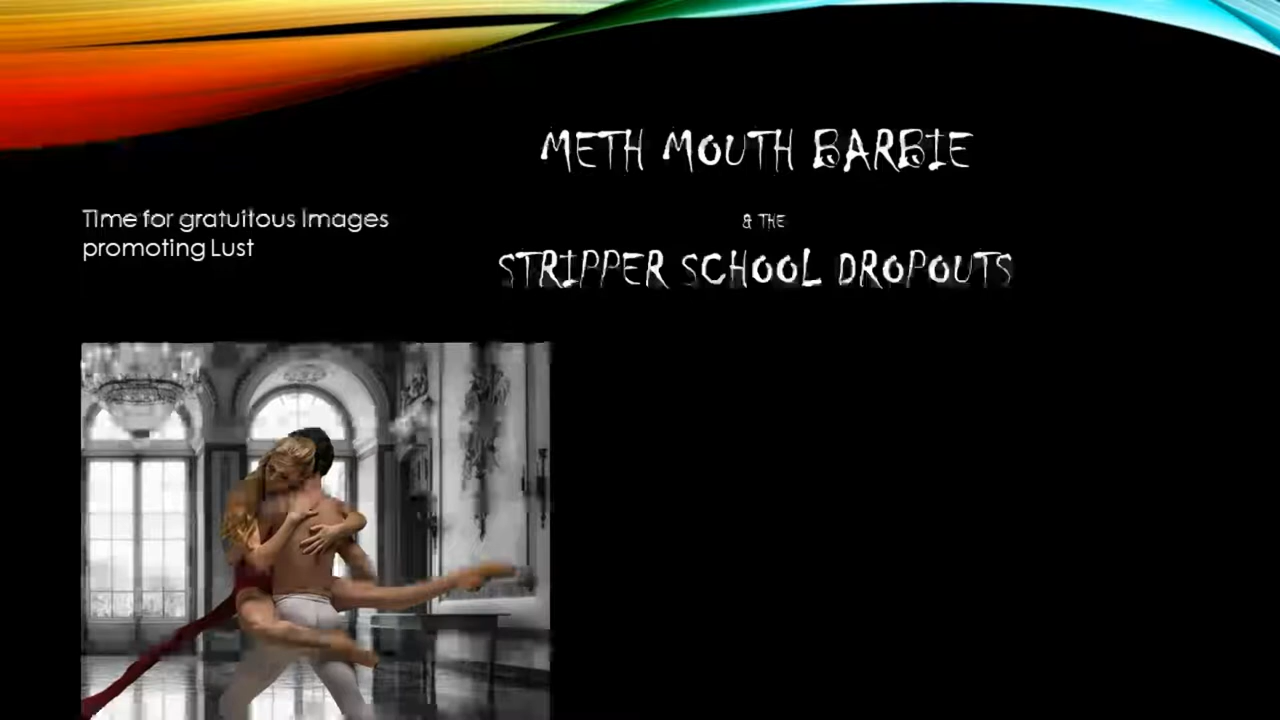 METH MOUTH BARBIE
& THE
STRIPPER SCHOOL DROPOUTS
Time for gratuitous Images
promoting Lust